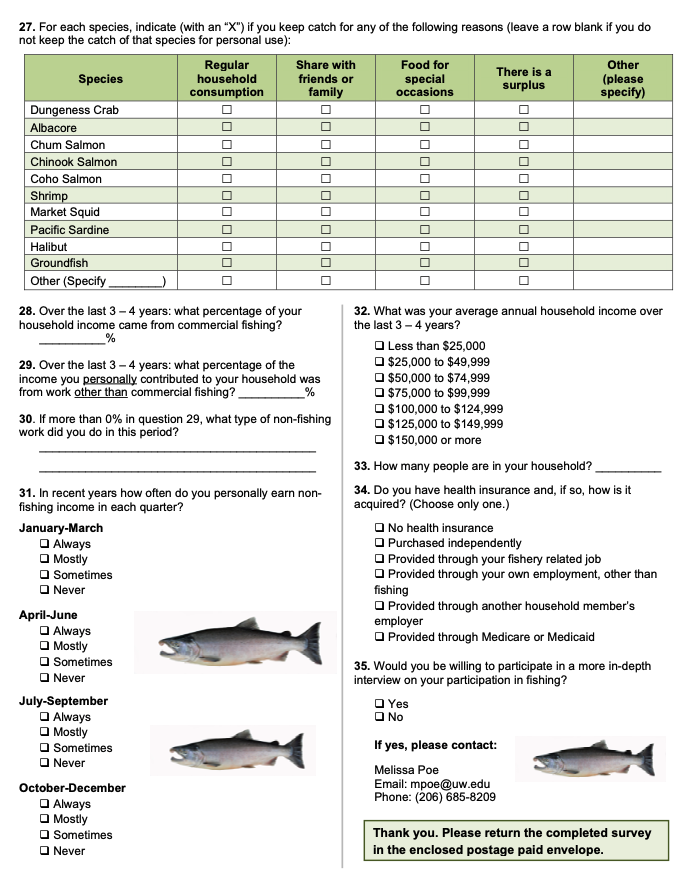 27. For each species, indicate (with an “X”) if you keep catch for any of the following reasons (leave a row blank if you do
not keep the catch of that species for personal use):
Species
Regular
household
consumption
Share with
friends or
family
Food for
special
occasions
There is a
surplus
Other
(please
specify)
Dungeness Crab ☐ ☐ ☐ ☐
Albacore ☐ ☐ ☐ ☐
Chum Salmon ☐ ☐ ☐ ☐
Chinook Salmon ☐ ☐ ☐ ☐
Coho Salmon ☐ ☐ ☐ ☐
Shrimp ☐ ☐ ☐ ☐
Market Squid ☐ ☐ ☐ ☐
Pacific Sardine ☐ ☐ ☐ ☐
Halibut ☐ ☐ ☐ ☐
Groundfish ☐ ☐ ☐ ☐
Other (Specify ________) ☐ ☐ ☐ ☐
28. Over the last 3 – 4 years: what percentage of your
household income came from commercial fishing?
__________%
29. Over the last 3 – 4 years: what percentage of the
income you personally contributed to your household was
from work other than commercial fishing? __________%
30. If more than 0% in question 29, what type of non-fishing
work did you do in this period?
31. In recent years how often do you personally earn non-
fishing income in each quarter?
January-March
❑ Always
❑ Mostly
❑ Sometimes
❑ Never
April-June
❑ Always
❑ Mostly
❑ Sometimes
❑ Never
July-September
❑ Always
❑ Mostly
❑ Sometimes
❑ Never
October-December
❑ Always
❑ Mostly
❑ Sometimes
❑ Never
32. What was your average annual household income over
the last 3 – 4 years?
❑ Less than $25,000
❑ $25,000 to $49,999
❑ $50,000 to $74,999
❑ $75,000 to $99,999
❑ $100,000 to $124,999
❑ $125,000 to $149,999
❑ $150,000 or more
33. How many people are in your household? __________
34. Do you have health insurance and, if so, how is it
acquired? (Choose only one.)
❑ No health insurance
❑ Purchased independently
❑ Provided through your fishery related job
❑ Provided through your own employment, other than
fishing
❑ Provided through another household member’s
employer
❑ Provided through Medicare or Medicaid
35. Would you be willing to participate in a more in-depth
interview on your participation in fishing?
❑ Yes
❑ No
If yes, please contact:
Melissa Poe
Email: mpoe@uw.edu
Phone: (206) 685-8209
Thank you. Please return the completed survey
in the enclosed postage paid envelope.